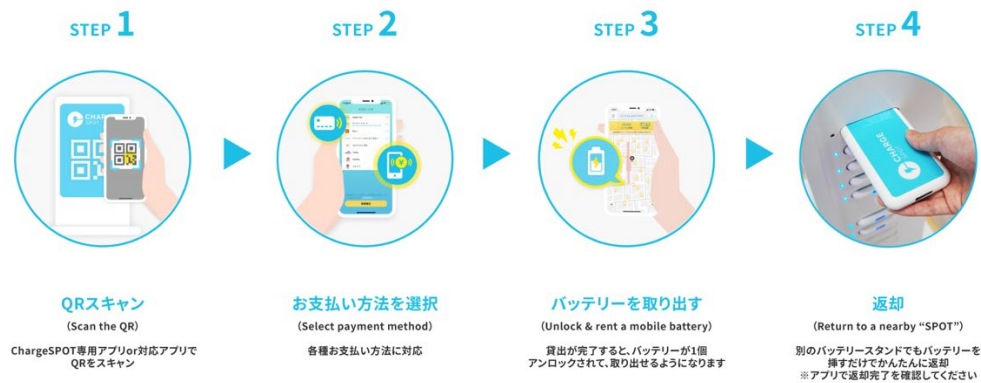 STEP 1
STEP 2
STEP 3
STEP 4
CHARGE
CHARGE
QRスキャン
(Scan the QR)
ChargeSPOT専用アプリor対応アプリで
QRをスキャン
お支払い方法を選択
(Select payment method)
各種お支払い方法に対応
バッテリーを取り出す
(Unlock & rent a mobile battery)
貸出が完了すると、バッテリーが1個
アンロックされて、取り出せるようになります
返却
(Return to a nearby “SPOT”)
別のバッテリースタンドでもバッテリーを
挿すだけでかんたんに返却
※アプリで返却完了を確認してください